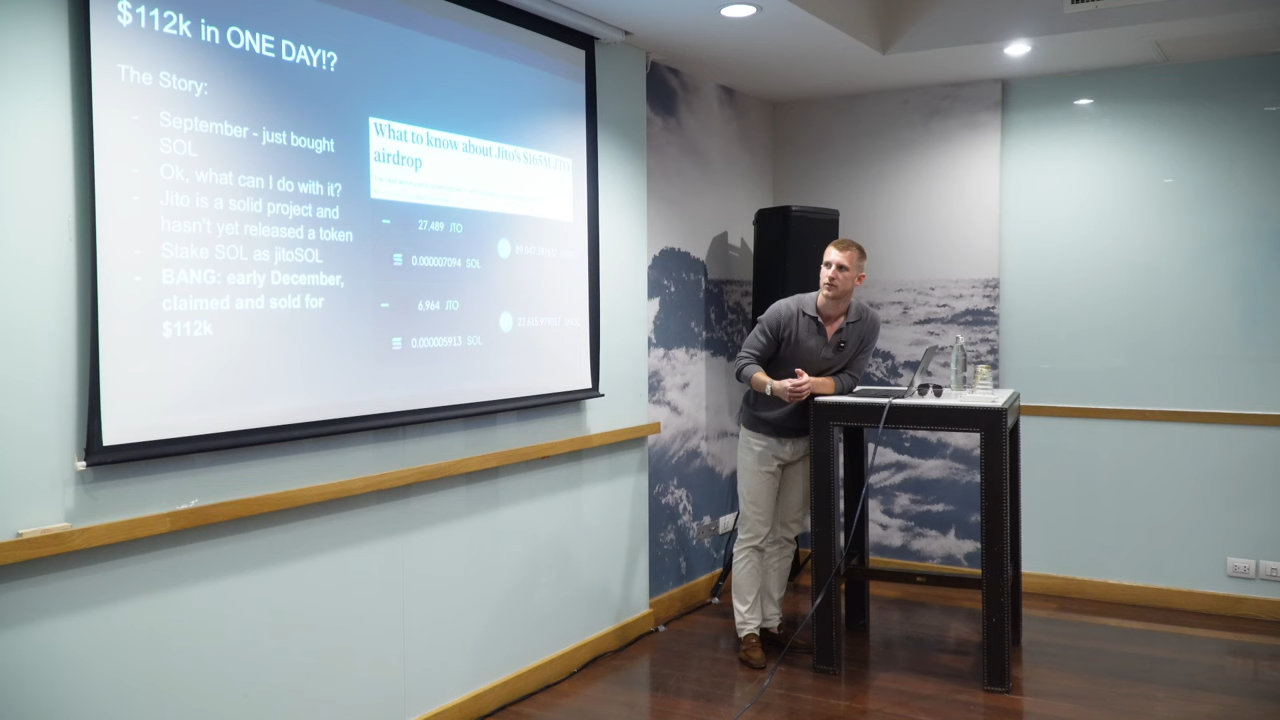 $112k in ONE DAY!?
The Story:
- September - just bought
SOL
- Ok, what can I do with it?
- Jito is a solid project and
hasn't yet released a token
- Stake SOL as jitoSOL
- BANG: early December,
claimed and sold for
$112k
What to know about Jito's $165M JTO
airdrop
27,489 JTO
0.000007094 SOL
6,964 JTO
0.000005913 SOL